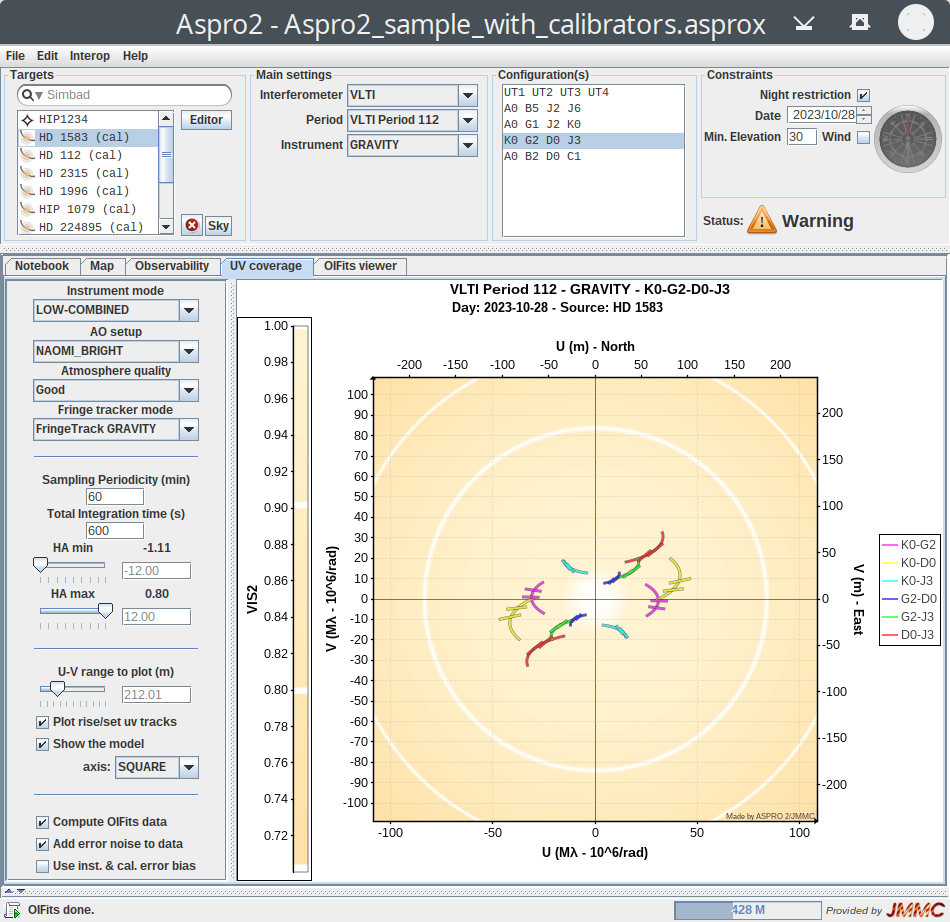 Aspro2 - Aspro2_sample_with_calibrators.asprox
File Edit Interop Help
Targets
Simbad
HIP1234
HD 1583 (cal)
HD 112 (cal)
HD 2315 (cal)
HD 1996 (cal)
HIP 1079 (cal)
HD 224895 (cal)
Editor
Sky
Main settings
Interferometer VLTI
Period VLTI Period 112
Instrument GRAVITY
Configuration(s)
UT1 UT2 UT3 UT4
A0 B5 J2 J6
A0 G1 J2 K0
K0 G2 D0 J3
A0 B2 D0 C1
Constraints
Night restriction
Date 2023/10/28
Min. Elevation 30 Wind
Status: Warning
Notebook Map Observability UV coverage OIFits viewer
Instrument mode
LOW-COMBINED
AO setup
NAOMI_BRIGHT
Atmosphere quality
Good
Fringe tracker mode
FringeTrack GRAVITY
Sampling Periodicity (min)
60
Total Integration time (s)
600
HA min -1.11
-12.00
HA max 0.80
12.00
U-V range to plot (m)
212.01
Plot rise/set uv tracks
Show the model
axis: SQUARE
Compute OIFits data
Add error noise to data
Use inst. & cal. error bias
VLTI Period 112 - GRAVITY - K0-G2-D0-J3
Day: 2023-10-28 - Source: HD 1583
VIS2
1.00
0.98
0.96
0.94
0.92
0.90
0.88
0.86
0.84
0.82
0.80
0.78
0.76
0.74
0.72
U (m) - North
-200 -150 -100 -50 0 50 100 150 200
V (Mλ - 10^6/rad)
100
90
80
70
60
50
40
30
20
10
0
-10
-20
-30
-40
-50
-60
-70
-80
-90
-100
200
150
100
50
0
-50
-100
-150
-200
V (m) - East
Made by ASPRO 2/JMMC
-100 -50 0 50 100
U (Mλ - 10^6/rad)
K0-G2
K0-D0
K0-J3
G2-D0
G2-J3
D0-J3
OIFits done.
428 M
Provided by JMMC